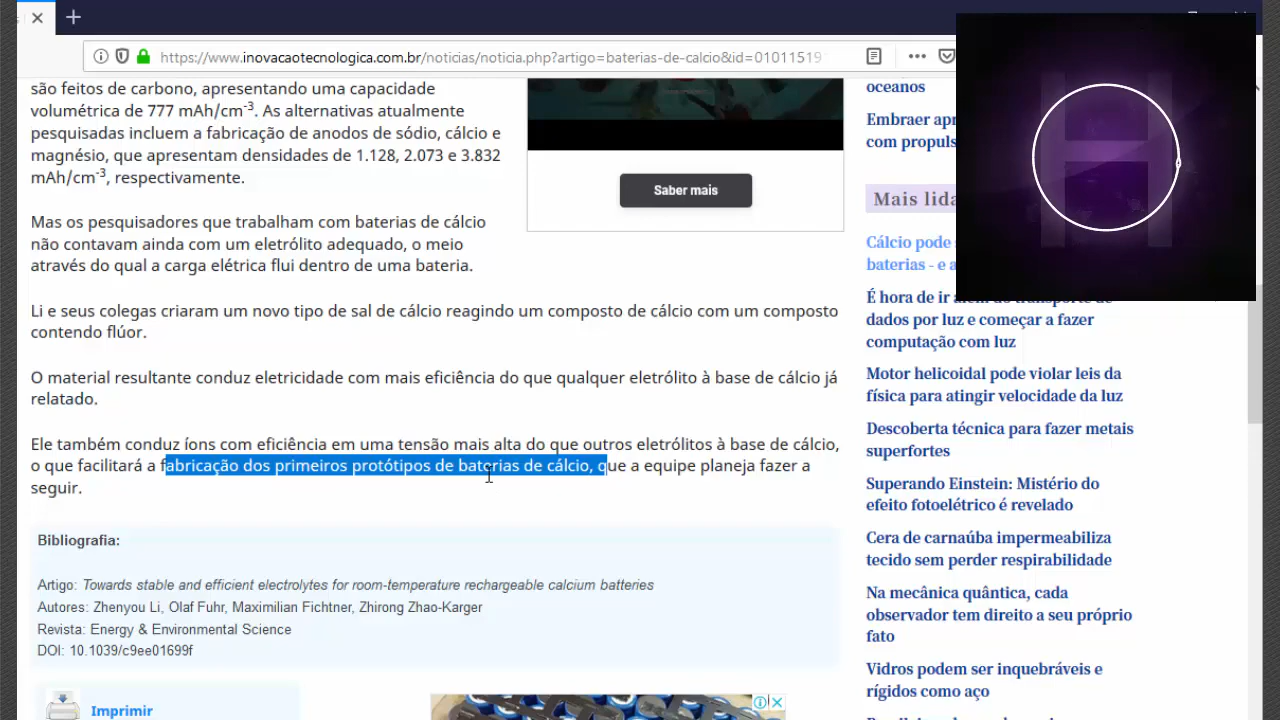 https://www.inovacaotecnologica.com.br/noticias/noticia.php?artigo=baterias-de-calcio&id=01011519
são feitos de carbono, apresentando uma capacidade
volumétrica de 777 mAh/cm-3. As alternativas atualmente
pesquisadas incluem a fabricação de anodos de sódio, cálcio e
magnésio, que apresentam densidades de 1.128, 2.073 e 3.832
mAh/cm-3, respectivamente.
Saber mais
Mas os pesquisadores que trabalham com baterias de cálcio
não contavam ainda com um eletrólito adequado, o meio
através do qual a carga elétrica flui dentro de uma bateria.
Li e seus colegas criaram um novo tipo de sal de cálcio reagindo um composto de cálcio com um composto
contendo flúor.
O material resultante conduz eletricidade com mais eficiência do que qualquer eletrólito à base de cálcio já
relatado.
Ele também conduz íons com eficiência em uma tensão mais alta do que outros eletrólitos à base de cálcio,
o que facilitará a fabricação dos primeiros protótipos de baterias de cálcio, que a equipe planeja fazer a
seguir.
Bibliografia:
Artigo: Towards stable and efficient electrolytes for room-temperature rechargeable calcium batteries
Autores: Zhenyou Li, Olaf Fuhr, Maximilian Fichtner, Zhirong Zhao-Karger
Revista: Energy & Environmental Science
DOI: 10.1039/c9ee01699f
Imprimir
oceanos
Embraer
com
Mais
Cálcio pode
baterias - e a
É hora de ir além do transporte de
dados por luz e começar a fazer
computação com luz
Motor helicoidal pode violar leis da
física para atingir velocidade da luz
Descoberta técnica para fazer metais
superfortes
Superando Einstein: Mistério do
efeito fotoelétrico é revelado
Cera de carnaúba impermeabiliza
tecido sem perder respirabilidade
Na mecânica quântica, cada
observador tem direito a seu próprio
fato
Vidros podem ser inquebráveis e
rígidos como aço